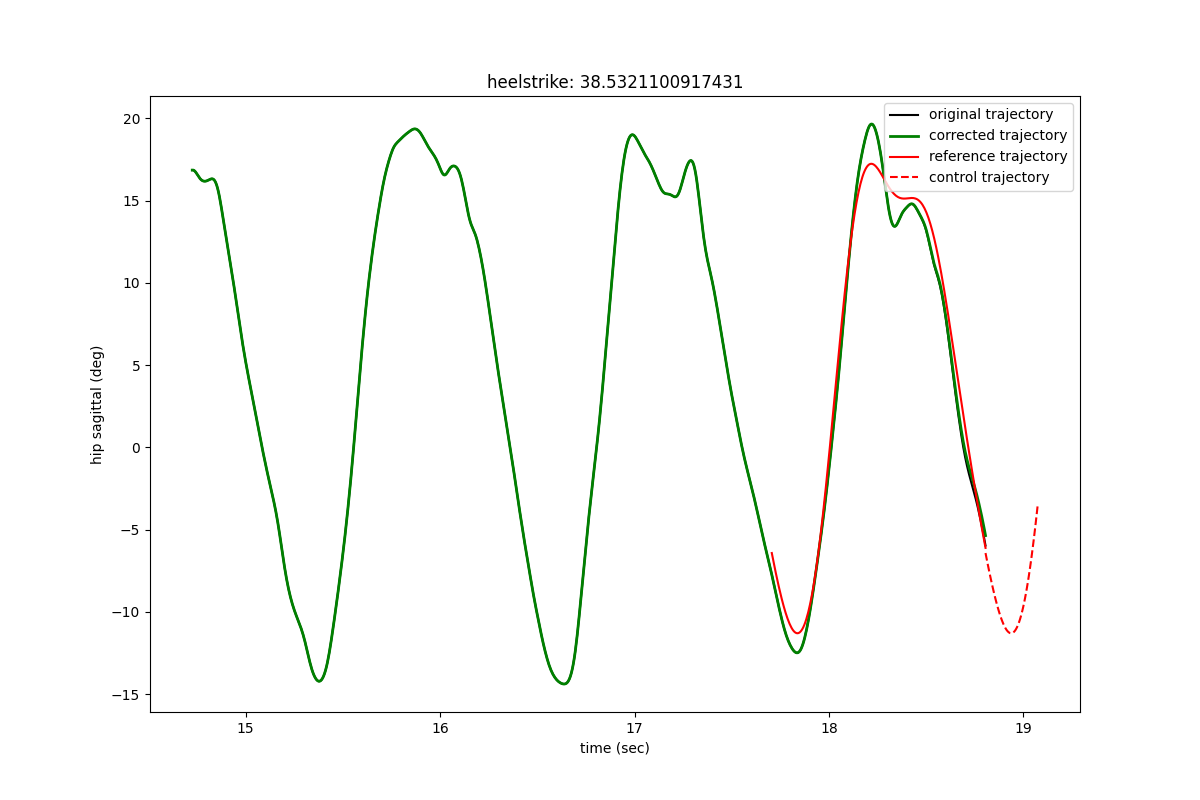 heelstrike: 38.5321100917431
original trajectory
corrected trajectory
reference trajectory
control trajectory
hip sagittal (deg)
20
15
10
5
0
−5
−10
−15
15
16
17
18
19
time (sec)